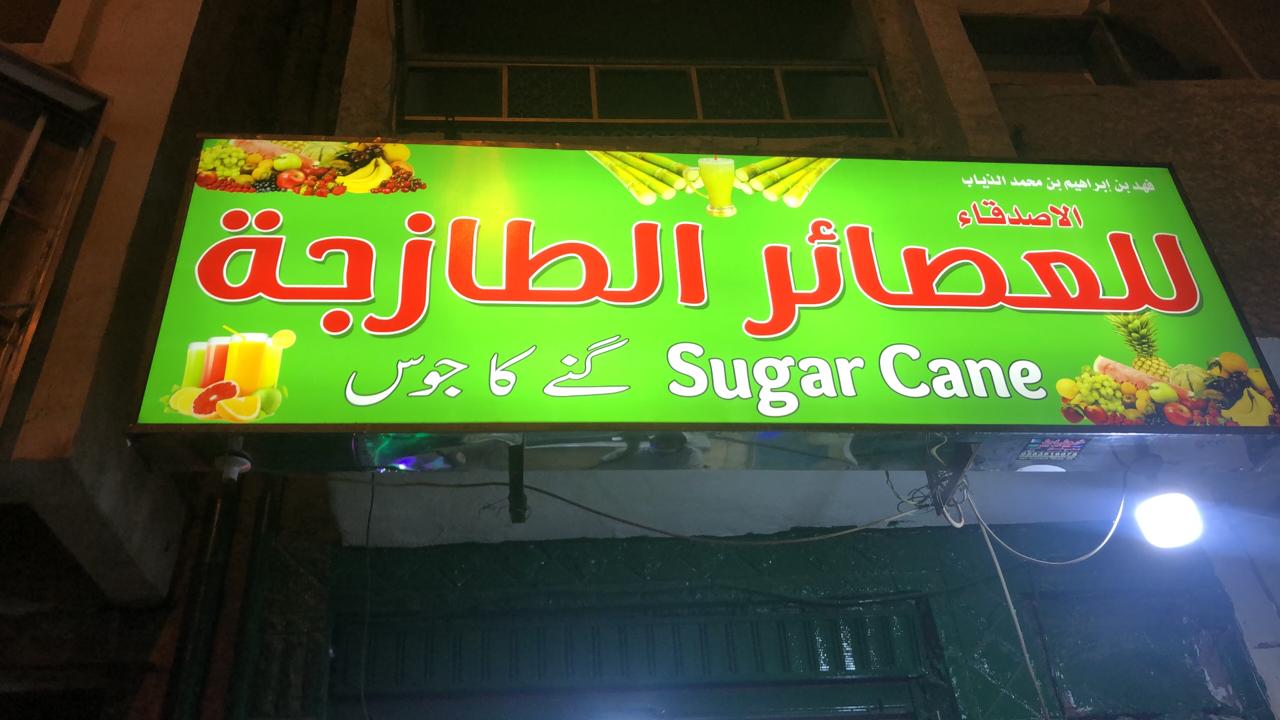 فهد بن إبراهيم بن محمد الذياب
الاصدقاء
للعصائر الطازجة
Sugar Cane گنے کا جوس